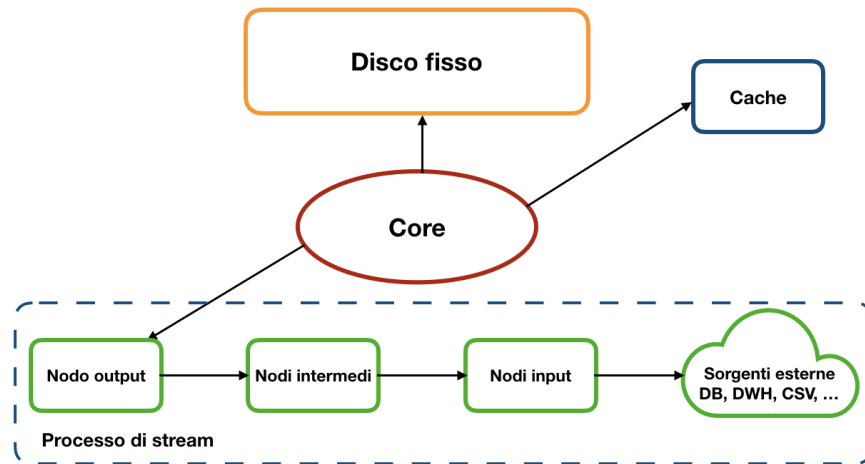 Disco fisso
Cache
Core
Nodo output
Nodi intermedi
Nodi input
Sorgenti esterne
DB, DWH, CSV, ...
Processo di stream